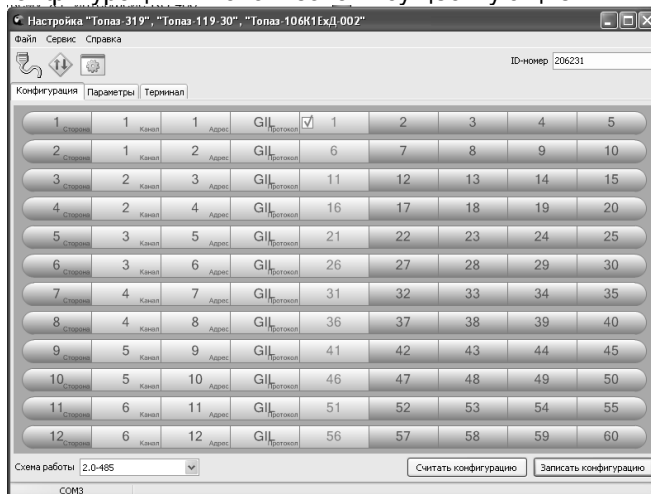 Настройка "Топаз-319", "Топаз-119-30", "Топаз-106К1ЕхД-002"
Файл Сервис Справка
ID-номер 206231
Конфигурация Параметры Терминал
1 Сторона 1 Канал 1 Адрес GIL Протокол 1 2 3 4 5
2 Сторона 1 Канал 2 Адрес GIL Протокол 6 7 8 9 10
3 Сторона 2 Канал 3 Адрес GIL Протокол 11 12 13 14 15
4 Сторона 2 Канал 4 Адрес GIL Протокол 16 17 18 19 20
5 Сторона 3 Канал 5 Адрес GIL Протокол 21 22 23 24 25
6 Сторона 3 Канал 6 Адрес GIL Протокол 26 27 28 29 30
7 Сторона 4 Канал 7 Адрес GIL Протокол 31 32 33 34 35
8 Сторона 4 Канал 8 Адрес GIL Протокол 36 37 38 39 40
9 Сторона 5 Канал 9 Адрес GIL Протокол 41 42 43 44 45
10 Сторона 5 Канал 10 Адрес GIL Протокол 46 47 48 49 50
11 Сторона 6 Канал 11 Адрес GIL Протокол 51 52 53 54 55
12 Сторона 6 Канал 12 Адрес GIL Протокол 56 57 58 59 60
Схема работы 2.0-485 Считать конфигурацию Записать конфигурацию
COM3